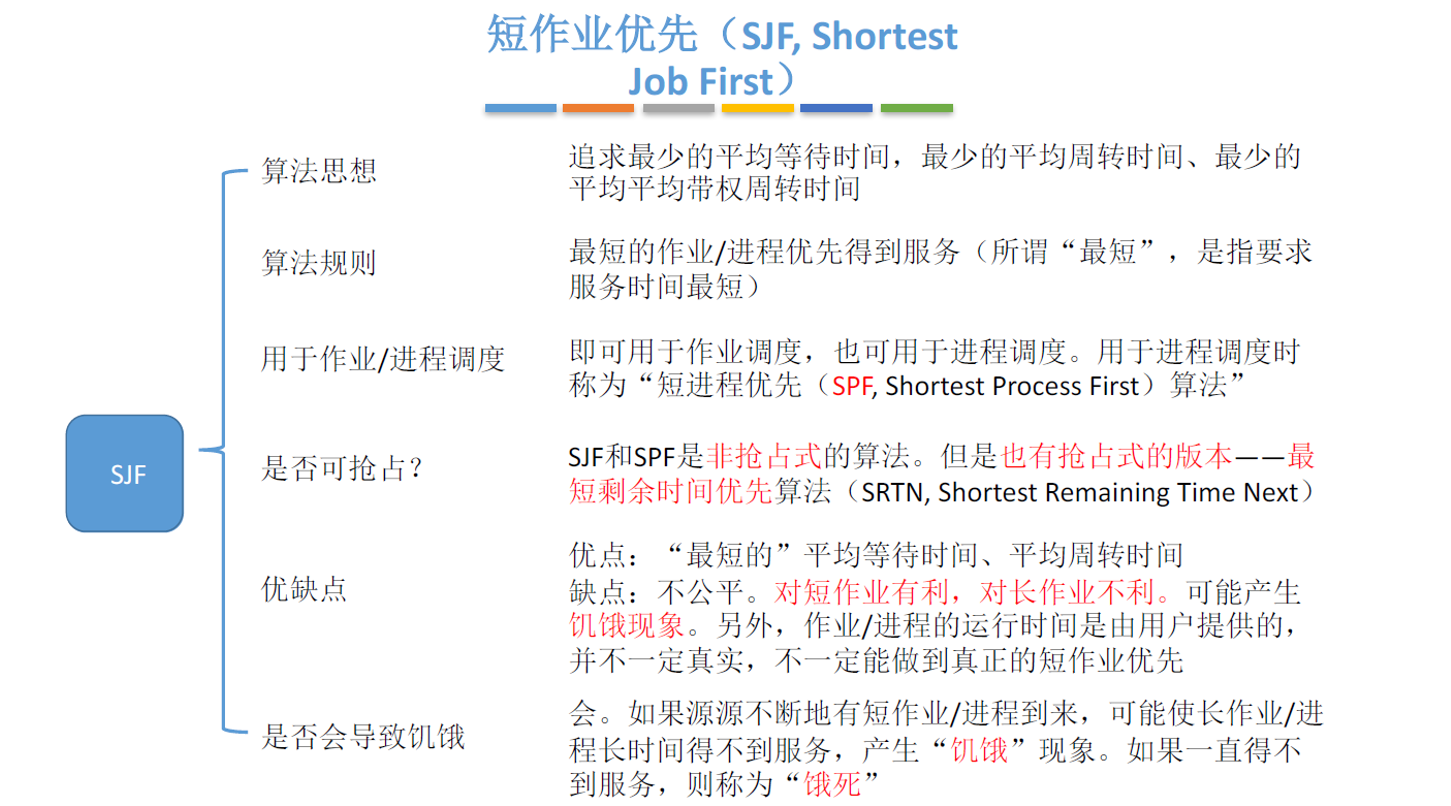 短作业优先（SJF, Shortest
Job First）
算法思想
追求最少的平均等待时间，最少的平均周转时间、最少的
平均平均带权周转时间
算法规则
最短的作业/进程优先得到服务（所谓“最短”，是指要求
服务时间最短）
用于作业/进程调度
即可用于作业调度，也可用于进程调度。用于进程调度时
称为“短进程优先（SPF, Shortest Process First）算法”
SJF
是否可抢占？
SJF和SPF是非抢占式的算法。但是也有抢占式的版本——最
短剩余时间优先算法（SRTN, Shortest Remaining Time Next）
优缺点
优点：“最短的”平均等待时间、平均周转时间
缺点：不公平。对短作业有利，对长作业不利。可能产生
饥饿现象。另外，作业/进程的运行时间是由用户提供的，
并不一定真实，不一定能做到真正的短作业优先
是否会导致饥饿
会。如果源源不断地有短作业/进程到来，可能使长作业/进
程长时间得不到服务，产生“饥饿”现象。如果一直得不
到服务，则称为“饿死”